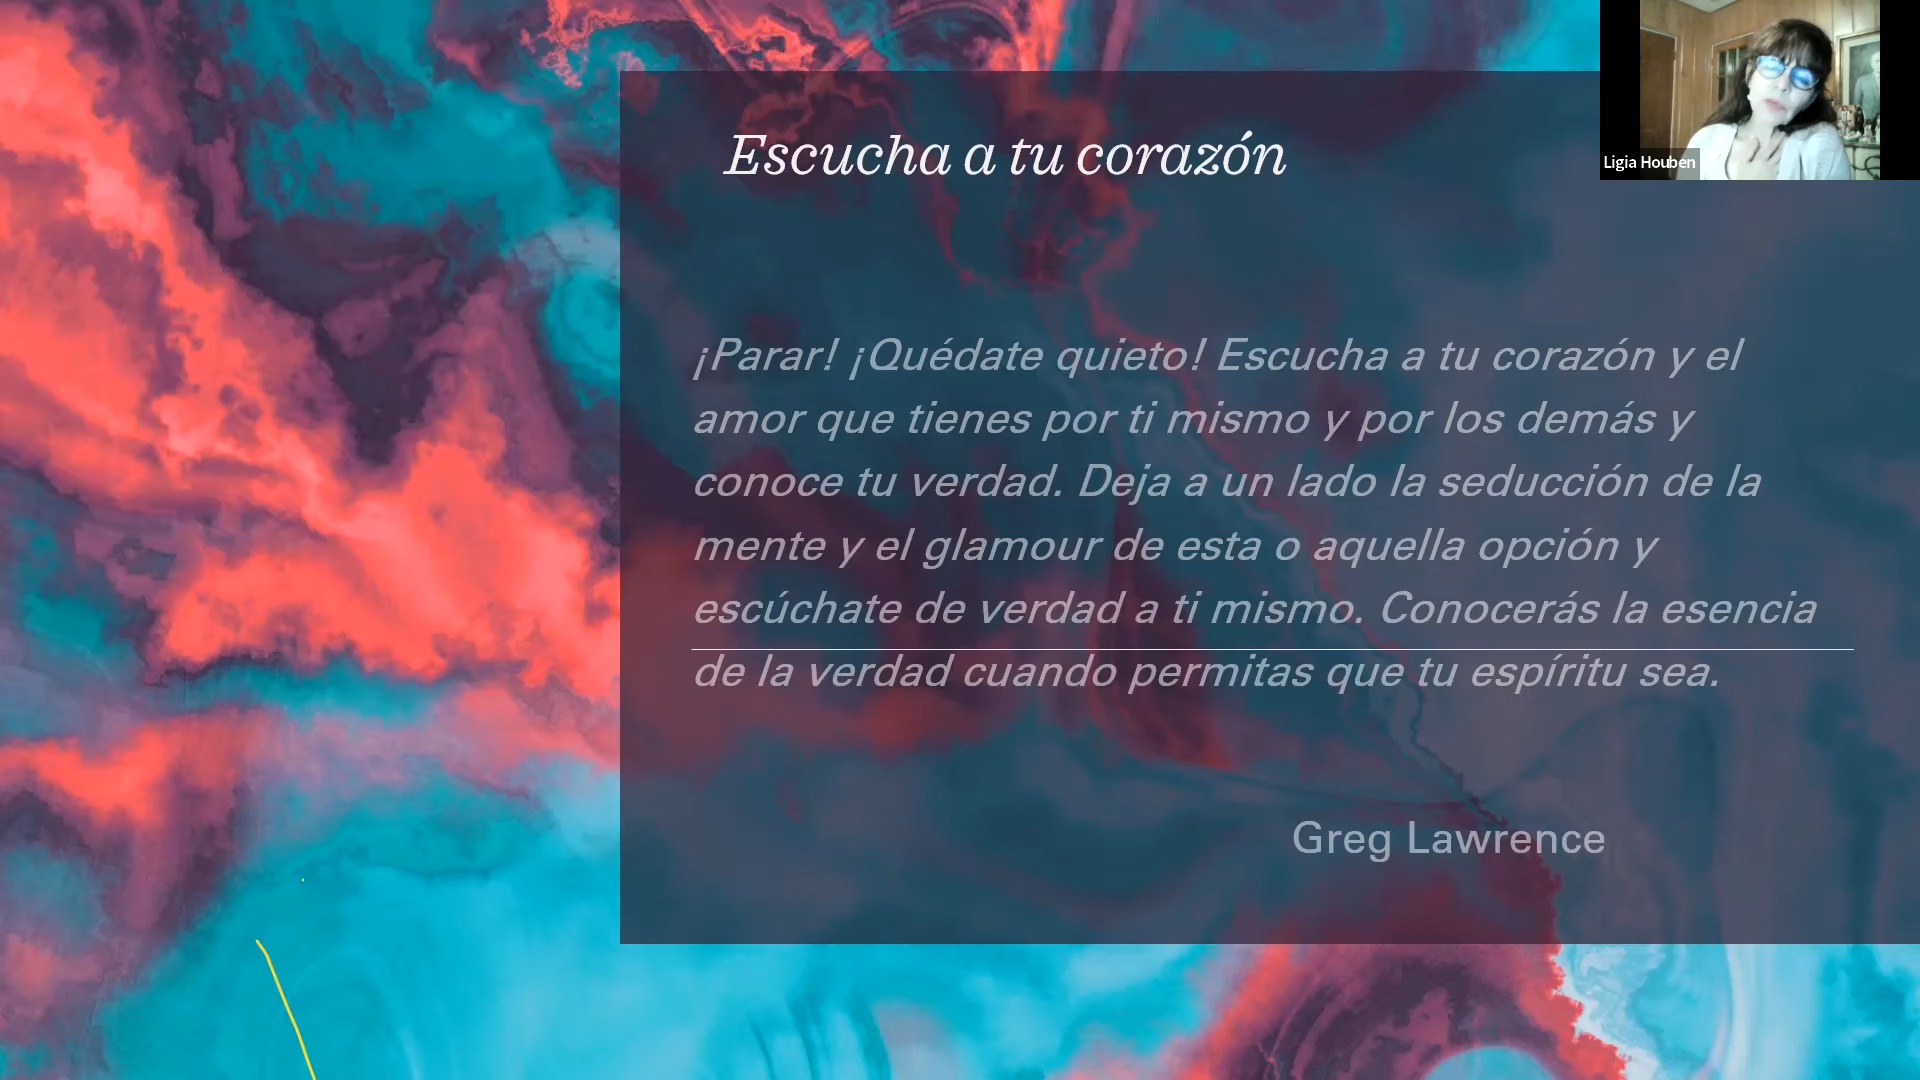 Escucha a tu corazón
Ligia Houben
¡Parar! ¡Quédate quieto! Escucha a tu corazón y el
amor que tienes por ti mismo y por los demás y
conoce tu verdad. Deja a un lado la seducción de la
mente y el glamour de esta o aquella opción y
escúchate de verdad a ti mismo. Conocerás la esencia
de la verdad cuando permitas que tu espíritu sea.
Greg Lawrence